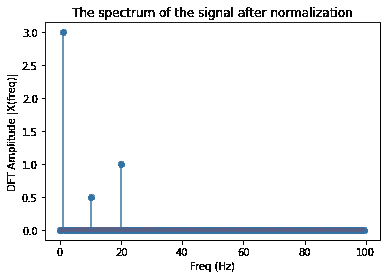 The spectrum of the signal after normalization
3.0
2.5
2.0
1.5
1.0
0.5
0.0
DFT Amplitude |X(freq)|
0 20 40 60 80 100
Freq (Hz)